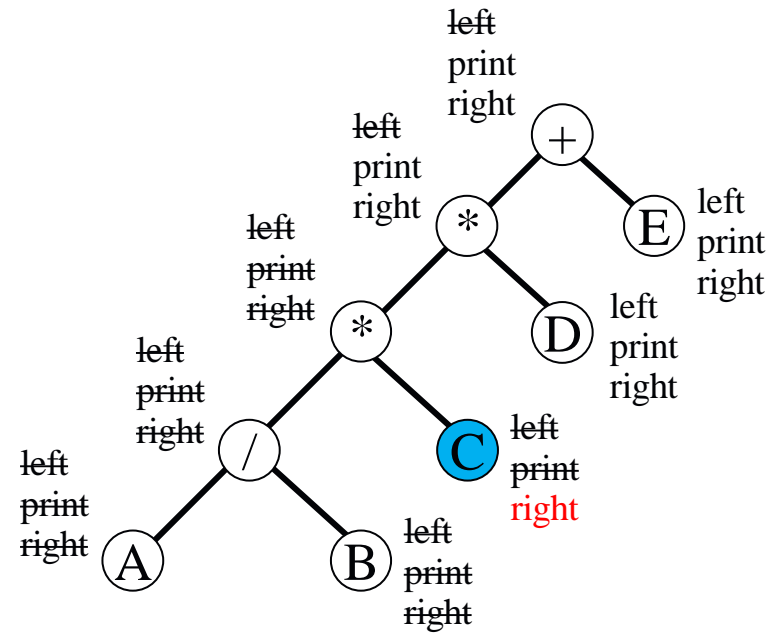 left
print
right
+
left
print
right
*
E
left
print
right
left
print
right
*
D
left
print
right
left
print
right
/
C
left
print
right
left
print
right
A
B
left
print
right